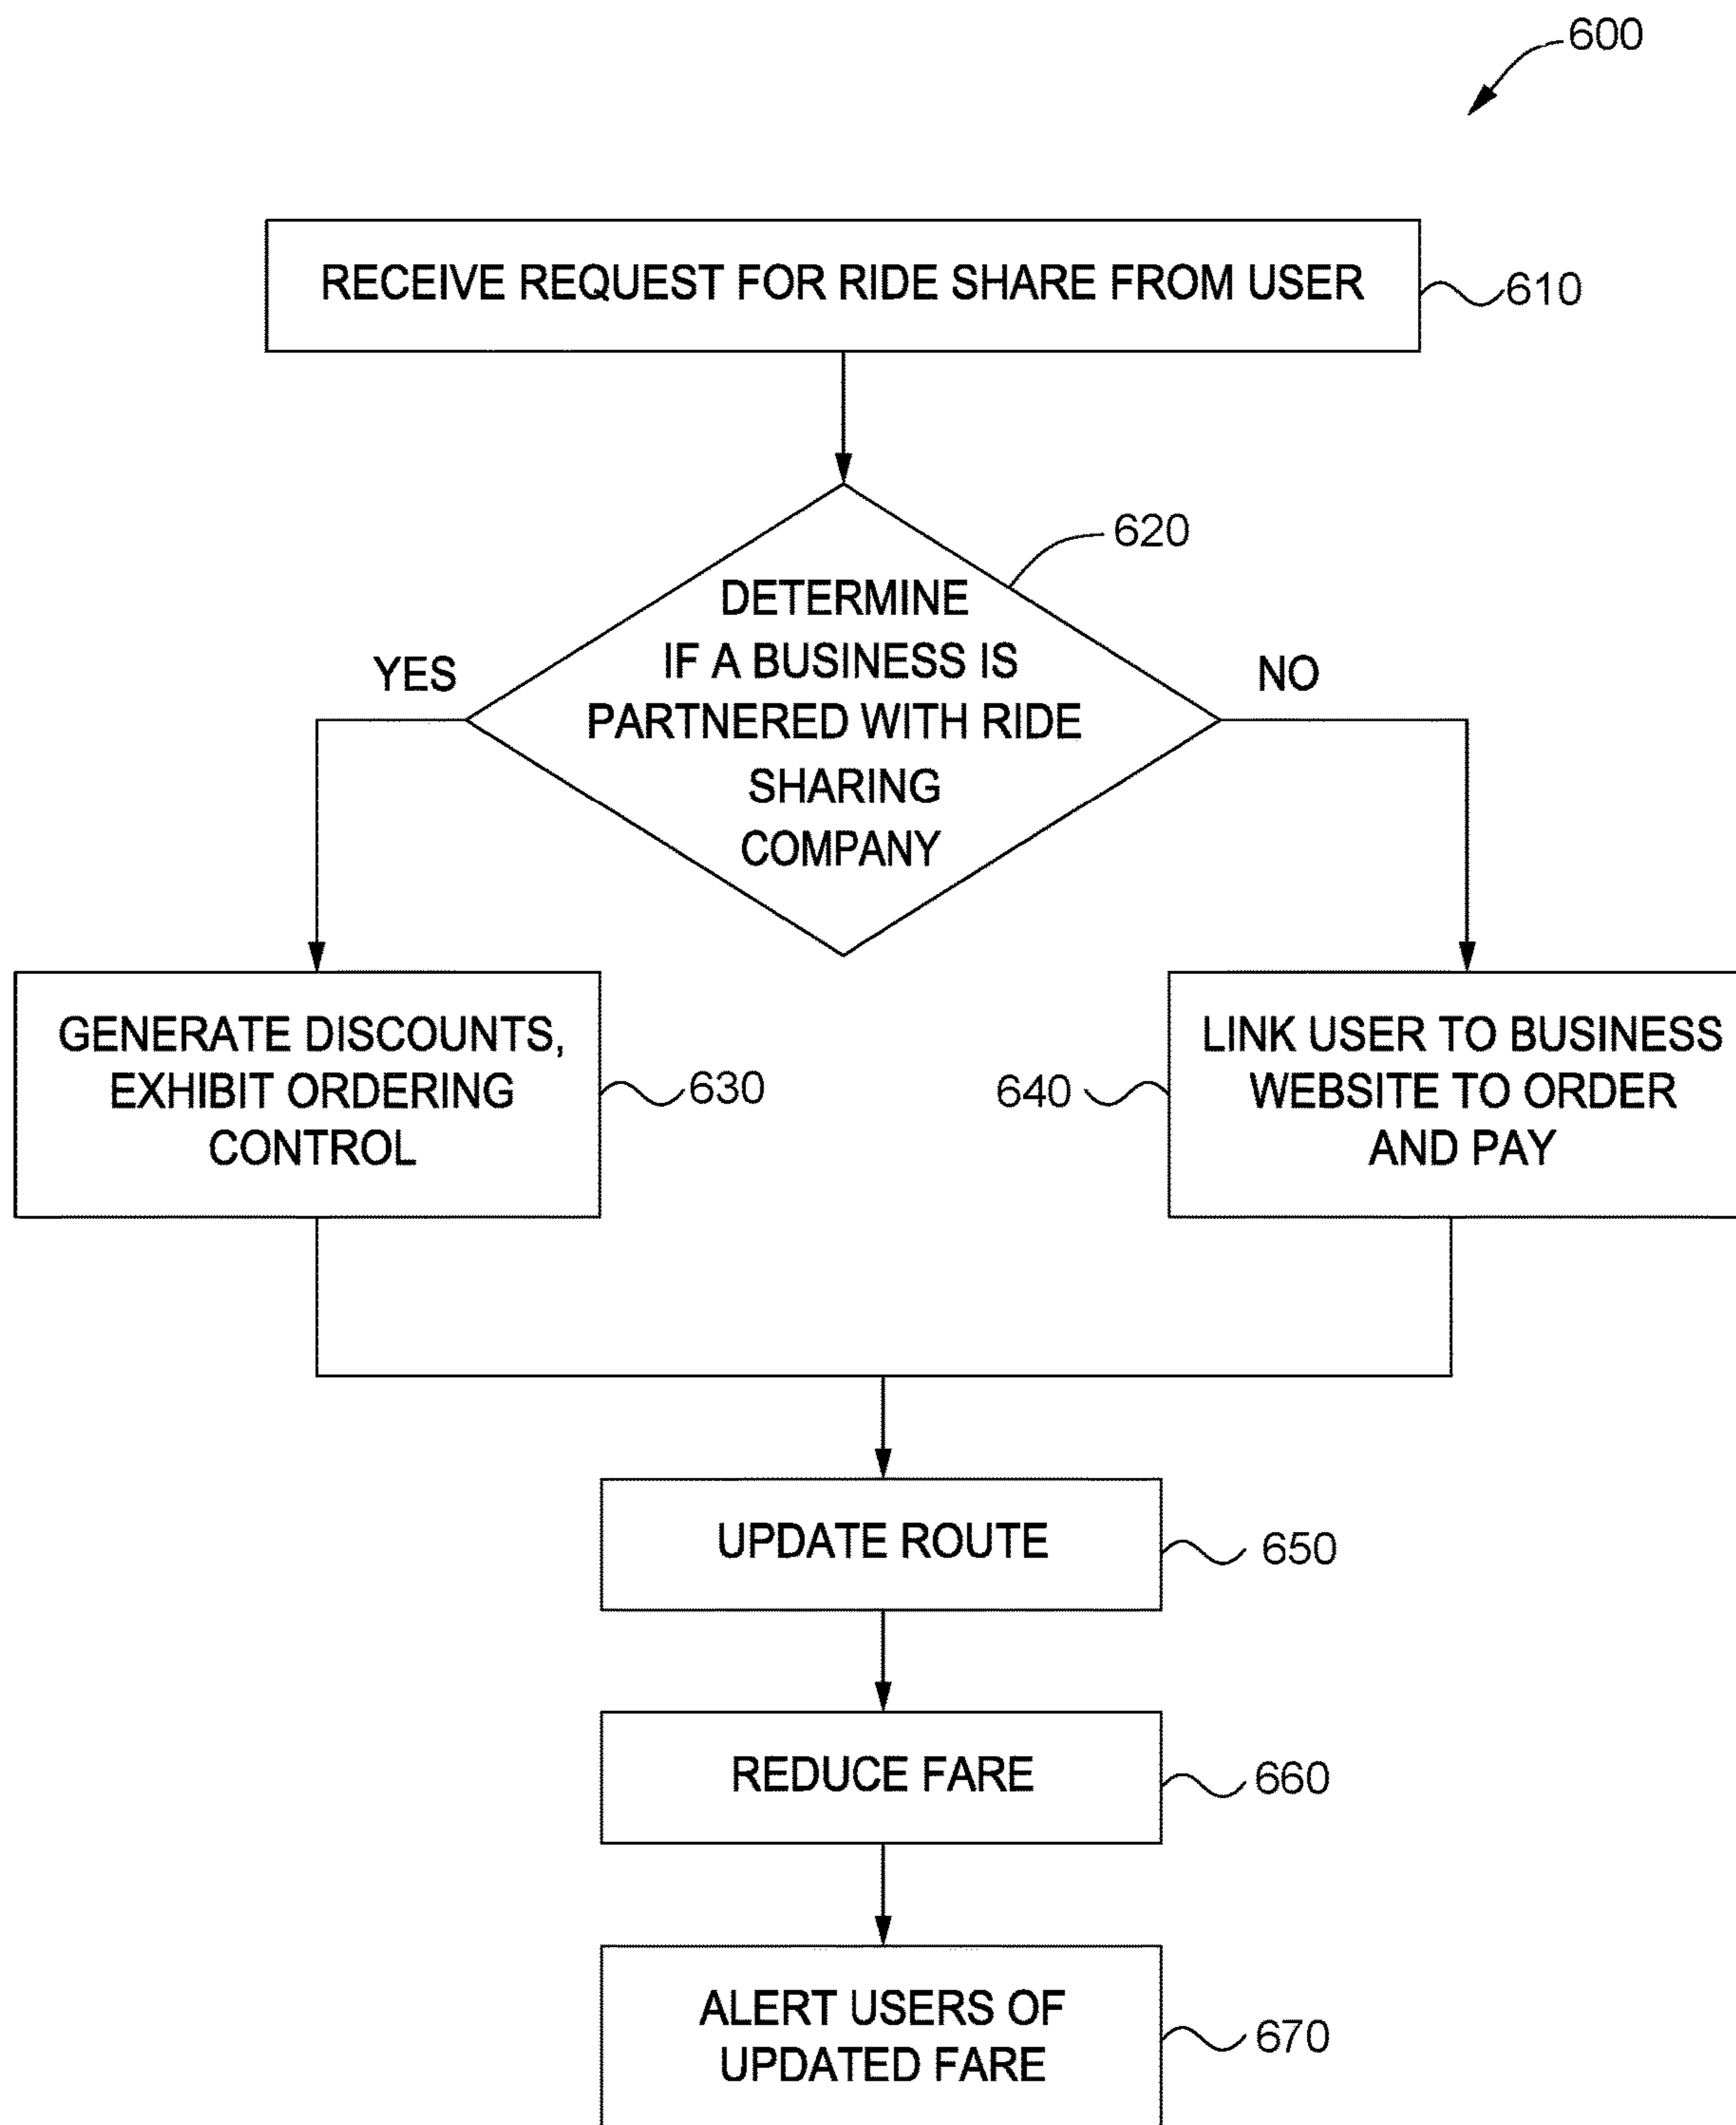 600
RECEIVE REQUEST FOR RIDE SHARE FROM USER
610
620
DETERMINE
IF A BUSINESS IS
PARTNERED WITH RIDE
SHARING
COMPANY
YES
NO
GENERATE DISCOUNTS,
EXHIBIT ORDERING
CONTROL
630
640
LINK USER TO BUSINESS
WEBSITE TO ORDER
AND PAY
UPDATE ROUTE
650
REDUCE FARE
660
ALERT USERS OF
UPDATED FARE
670